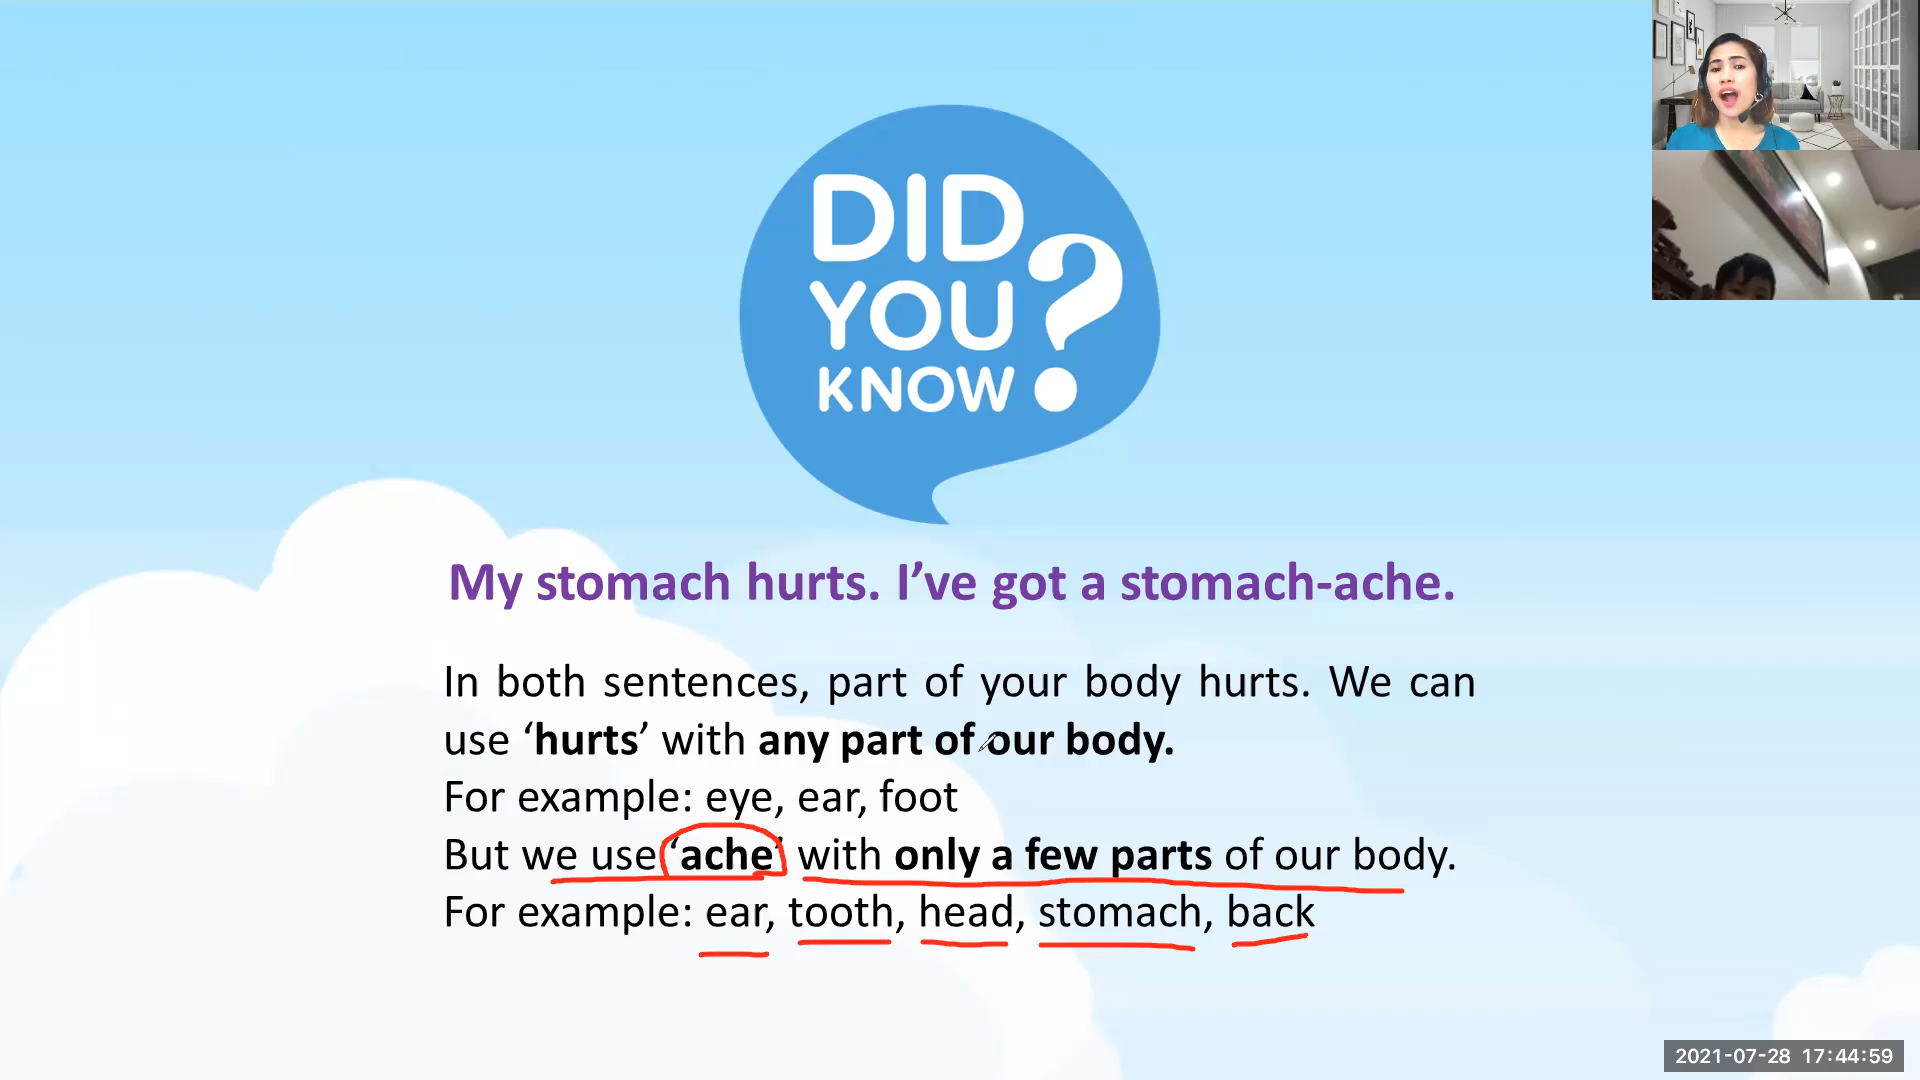 DID
YOU
KNOW?
My stomach hurts. I’ve got a stomach-ache.
In both sentences, part of your body hurts. We can
use ‘hurts’ with any part of our body.
For example: eye, ear, foot
But we use ‘ache’ with only a few parts of our body.
For example: ear, tooth, head, stomach, back
2021-07-28 17:44:59